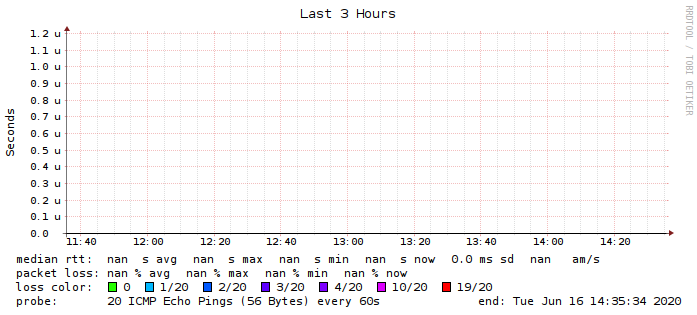 Last 3 Hours
RRDTOOL / TOBI OETIKER
Seconds
1.2 u
1.1 u
1.0 u
0.9 u
0.8 u
0.7 u
0.6 u
0.5 u
0.4 u
0.3 u
0.2 u
0.1 u
0.0
11:40 12:00 12:20 12:40 13:00 13:20 13:40 14:00 14:20
median rtt: nan s avg nan s max nan s min nan s now 0.0 ms sd nan am/s
packet loss: nan % avg nan % max nan % min nan % now
loss color: 0 1/20 2/20 3/20 4/20 10/20 19/20
probe: 20 ICMP Echo Pings (56 Bytes) every 60s end: Tue Jun 16 14:35:34 2020